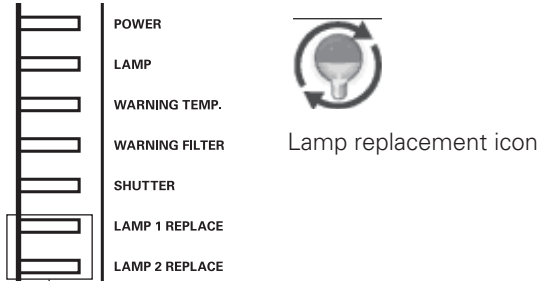 POWER
LAMP
WARNING TEMP.
WARNING FILTER
SHUTTER
LAMP 1 REPLACE
LAMP 2 REPLACE
Lamp replacement icon